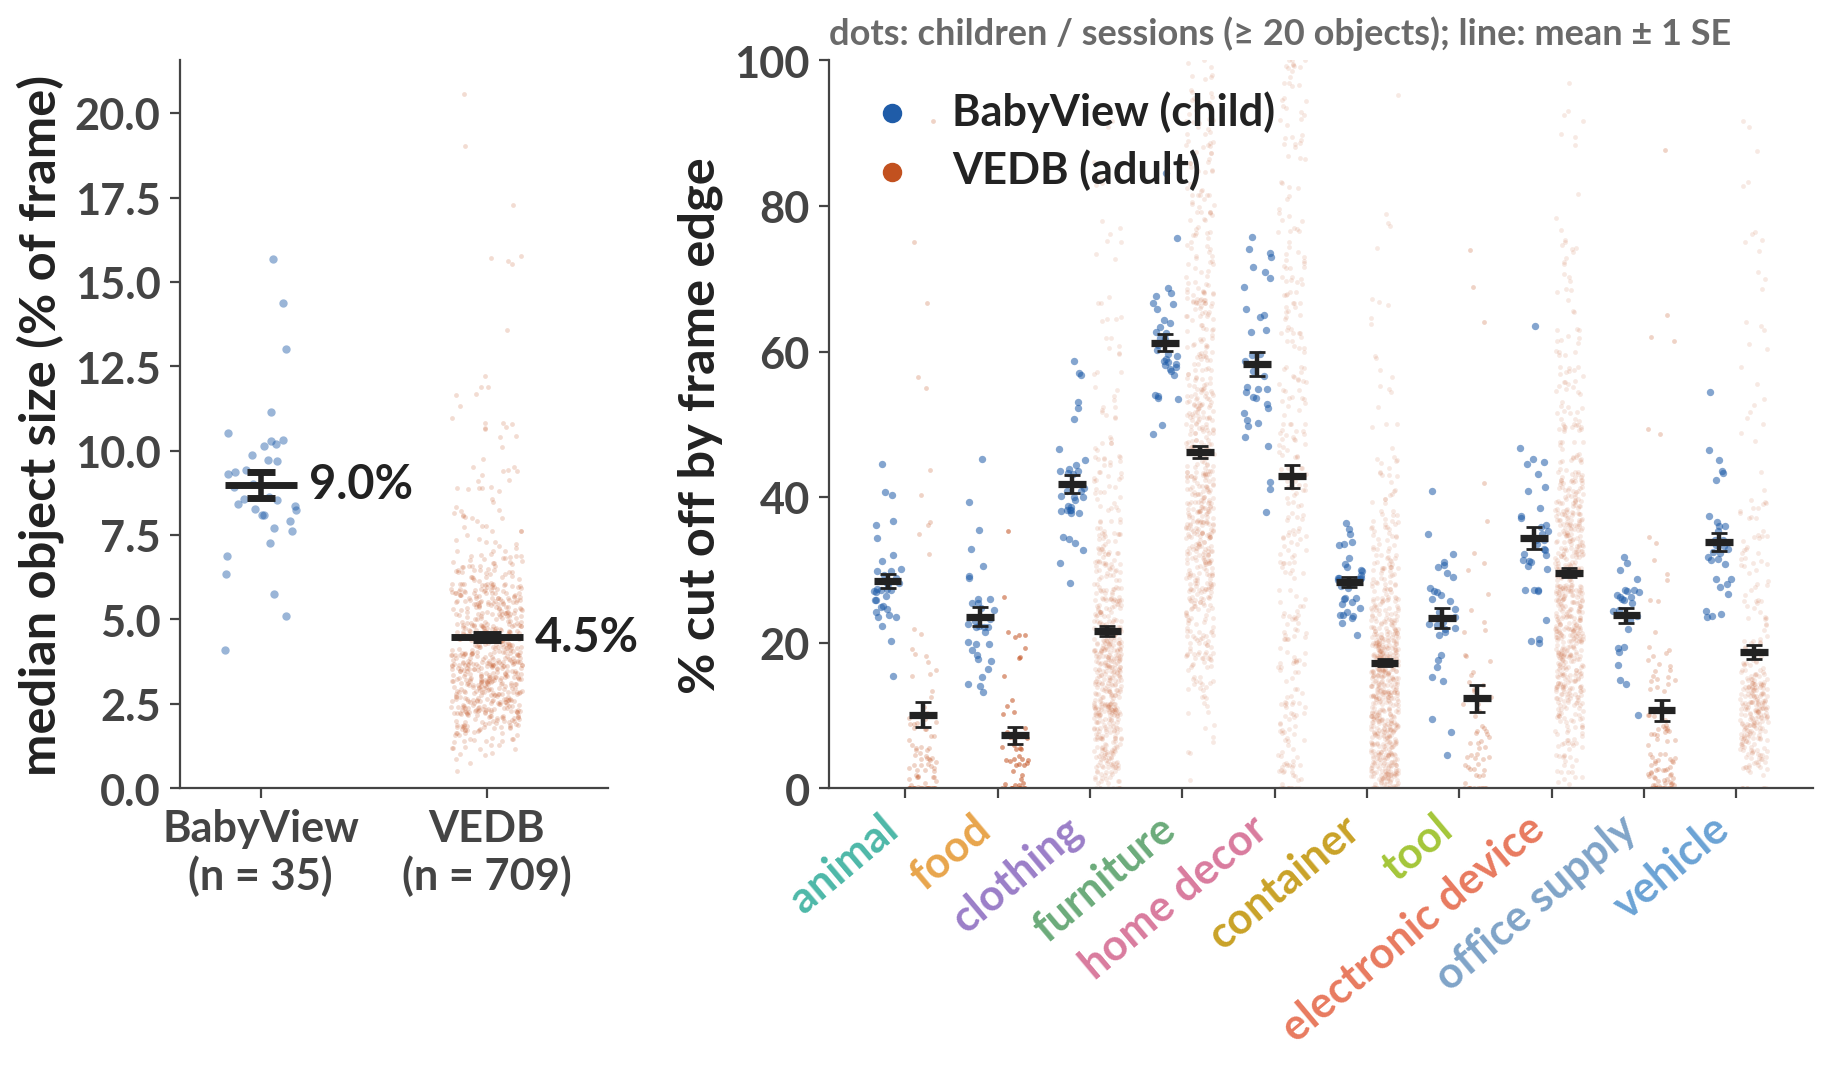 dots: children / sessions (≥ 20 objects); line: mean ± 1 SE
median object size (% of frame)
20.0
17.5
15.0
12.5
10.0
7.5
5.0
2.5
0.0
9.0%
4.5%
BabyView
(n = 35)
VEDB
(n = 709)
% cut off by frame edge
100
80
60
40
20
0
BabyView (child)
VEDB (adult)
animal
food
clothing
furniture
home decor
container
tool
electronic device
office supply
vehicle